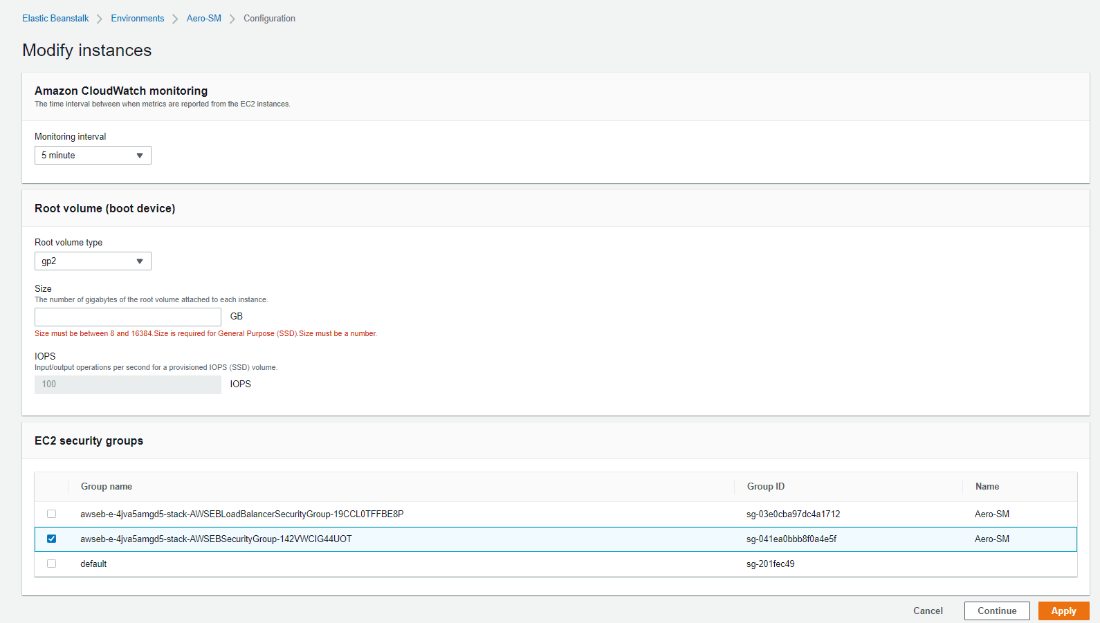 Elastic Beanstalk > Environments > Aero-SM > Configuration
Modify instances
Amazon CloudWatch monitoring
The time interval between when metrics are reported from the EC2 instances.
Monitoring interval
5 minute
Root volume (boot device)
Root volume type
gp2
Size
The number of gigabytes of the root volume attached to each instance.
GB
Size must be between 8 and 16384.Size is required for General Purpose (SSD).Size must be a number.
IOPS
Input/output operations per second for a provisioned IOPS (SSD) volume.
100 IOPS
EC2 security groups
Group name Group ID Name
awseb-e-4jva5amgd5-stack-AWSEBLoadBalancerSecurityGroup-19CCL0TFFBE8P sg-03e0cba97dc4a1712 Aero-SM
awseb-e-4jva5amgd5-stack-AWSEBSecurityGroup-142VWCIG44UOT sg-041ea0bbb8f0a4e5f Aero-SM
default sg-201fec49
Cancel Continue Apply